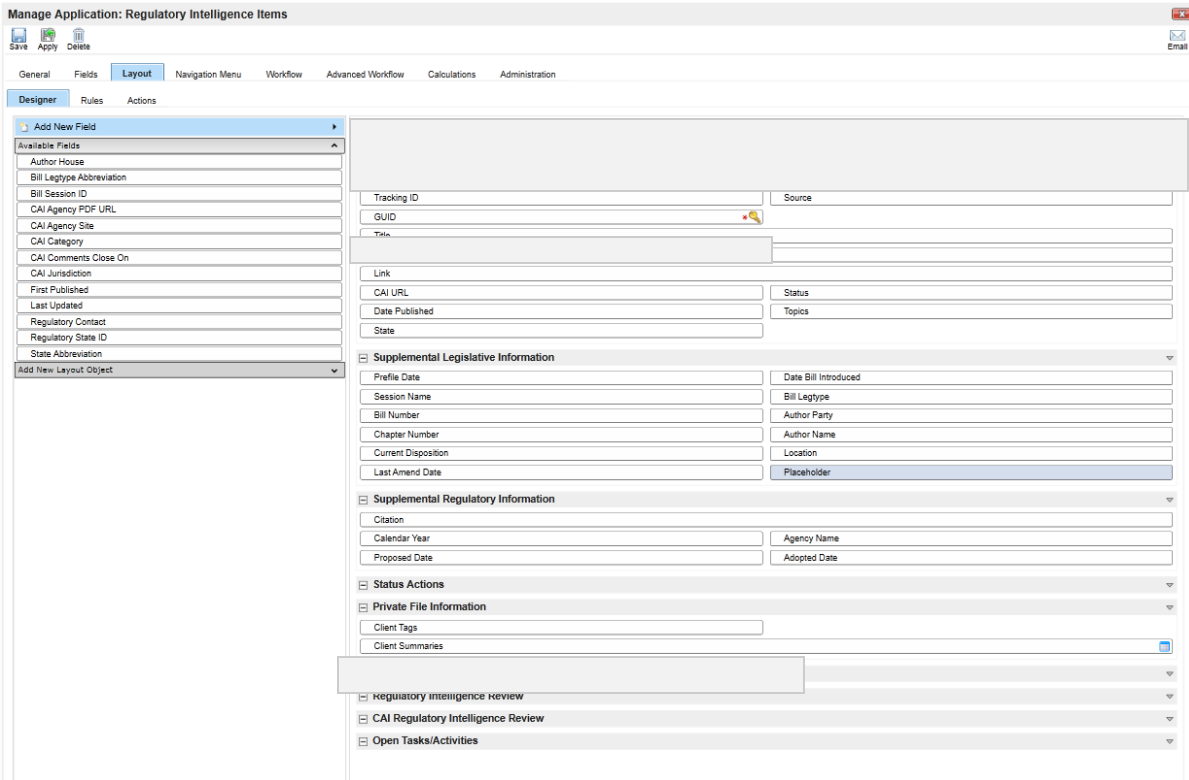 Manage Application: Regulatory Intelligence Items
Save Apply Delete
Email
General Fields Layout Navigation Menu Workflow Advanced Workflow Calculations Administration
Designer Rules Actions
Add New Field
Available Fields
Author House
Bill Legtype Abbreviation
Bill Session ID
CAI Agency PDF URL
CAI Agency Site
CAI Category
CAI Comments Close On
CAI Jurisdiction
First Published
Last Updated
Regulatory Contact
Regulatory State ID
State Abbreviation
Add New Layout Object
Tracking ID Source
GUID *
Title
Link
CAI URL Status
Date Published Topics
State
Supplemental Legislative Information
Prefile Date Date Bill Introduced
Session Name Bill Legtype
Bill Number Author Party
Chapter Number Author Name
Current Disposition Location
Last Amend Date Placeholder
Supplemental Regulatory Information
Citation
Calendar Year Agency Name
Proposed Date Adopted Date
Status Actions
Private File Information
Client Tags
Client Summaries
Regulatory Intelligence Review
CAI Regulatory Intelligence Review
Open Tasks/Activities